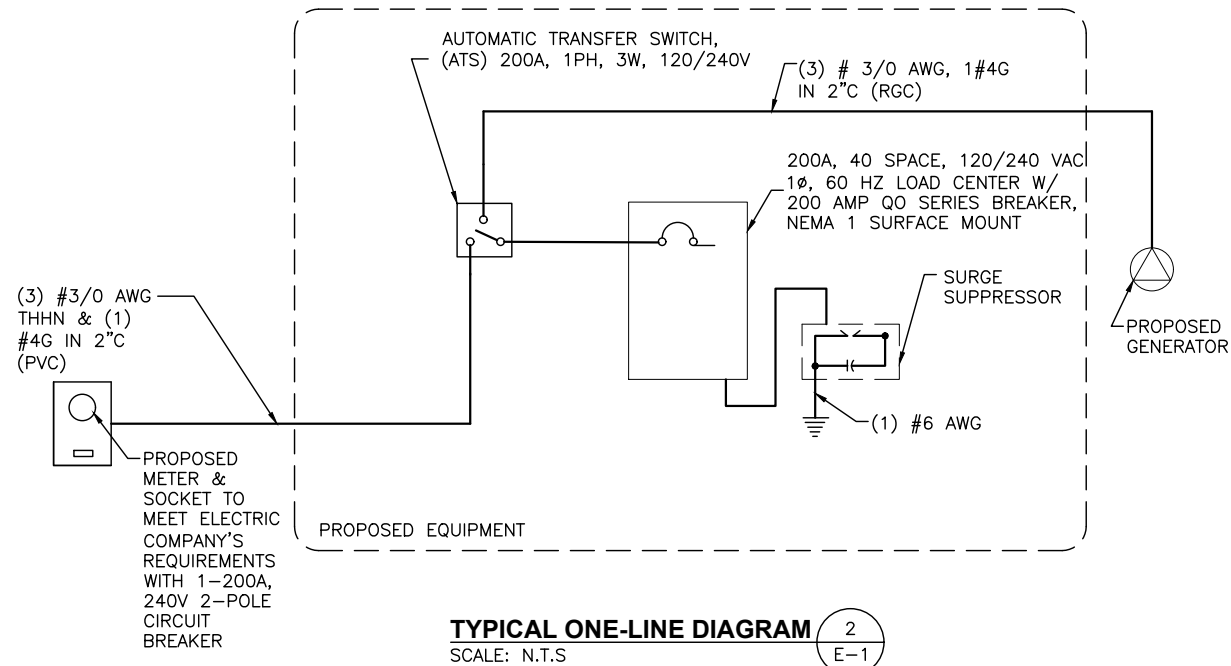 AUTOMATIC TRANSFER SWITCH,
(ATS) 200A, 1PH, 3W, 120/240V
(3) # 3/0 AWG, 1#4G
IN 2"C (RGC)
200A, 40 SPACE, 120/240 VAC
1ø, 60 HZ LOAD CENTER W/
200 AMP QO SERIES BREAKER,
NEMA 1 SURFACE MOUNT
SURGE
SUPPRESSOR
PROPOSED
GENERATOR
(3) #3/0 AWG
THHN & (1)
#4G IN 2"C
(PVC)
(1) #6 AWG
PROPOSED
METER &
SOCKET TO
MEET ELECTRIC
COMPANY'S
REQUIREMENTS
WITH 1-200A,
240V 2-POLE
CIRCUIT
BREAKER
PROPOSED EQUIPMENT
TYPICAL ONE-LINE DIAGRAM
SCALE: N.T.S
2
E-1